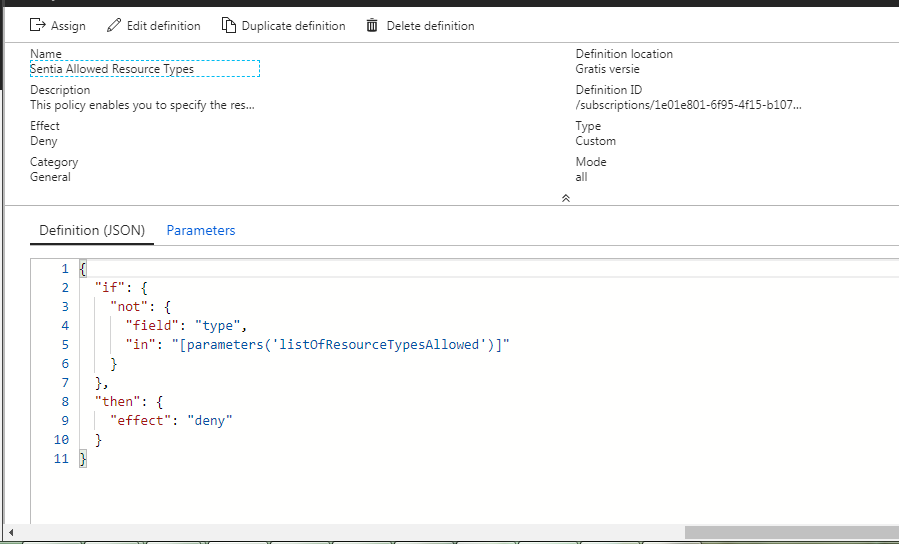 Assign Edit definition Duplicate definition Delete definition
Name
Sentia Allowed Resource Types
Description
This policy enables you to specify the res...
Effect
Deny
Category
General
Definition location
Gratis versie
Definition ID
/subscriptions/1e01e801-6f95-4f15-b107...
Type
Custom
Mode
all
Definition (JSON) Parameters
1 {
2 "if": {
3 "not": {
4 "field": "type",
5 "in": "[parameters('listOfResourceTypesAllowed')]"
6 }
7 },
8 "then": {
9 "effect": "deny"
10 }
11 }